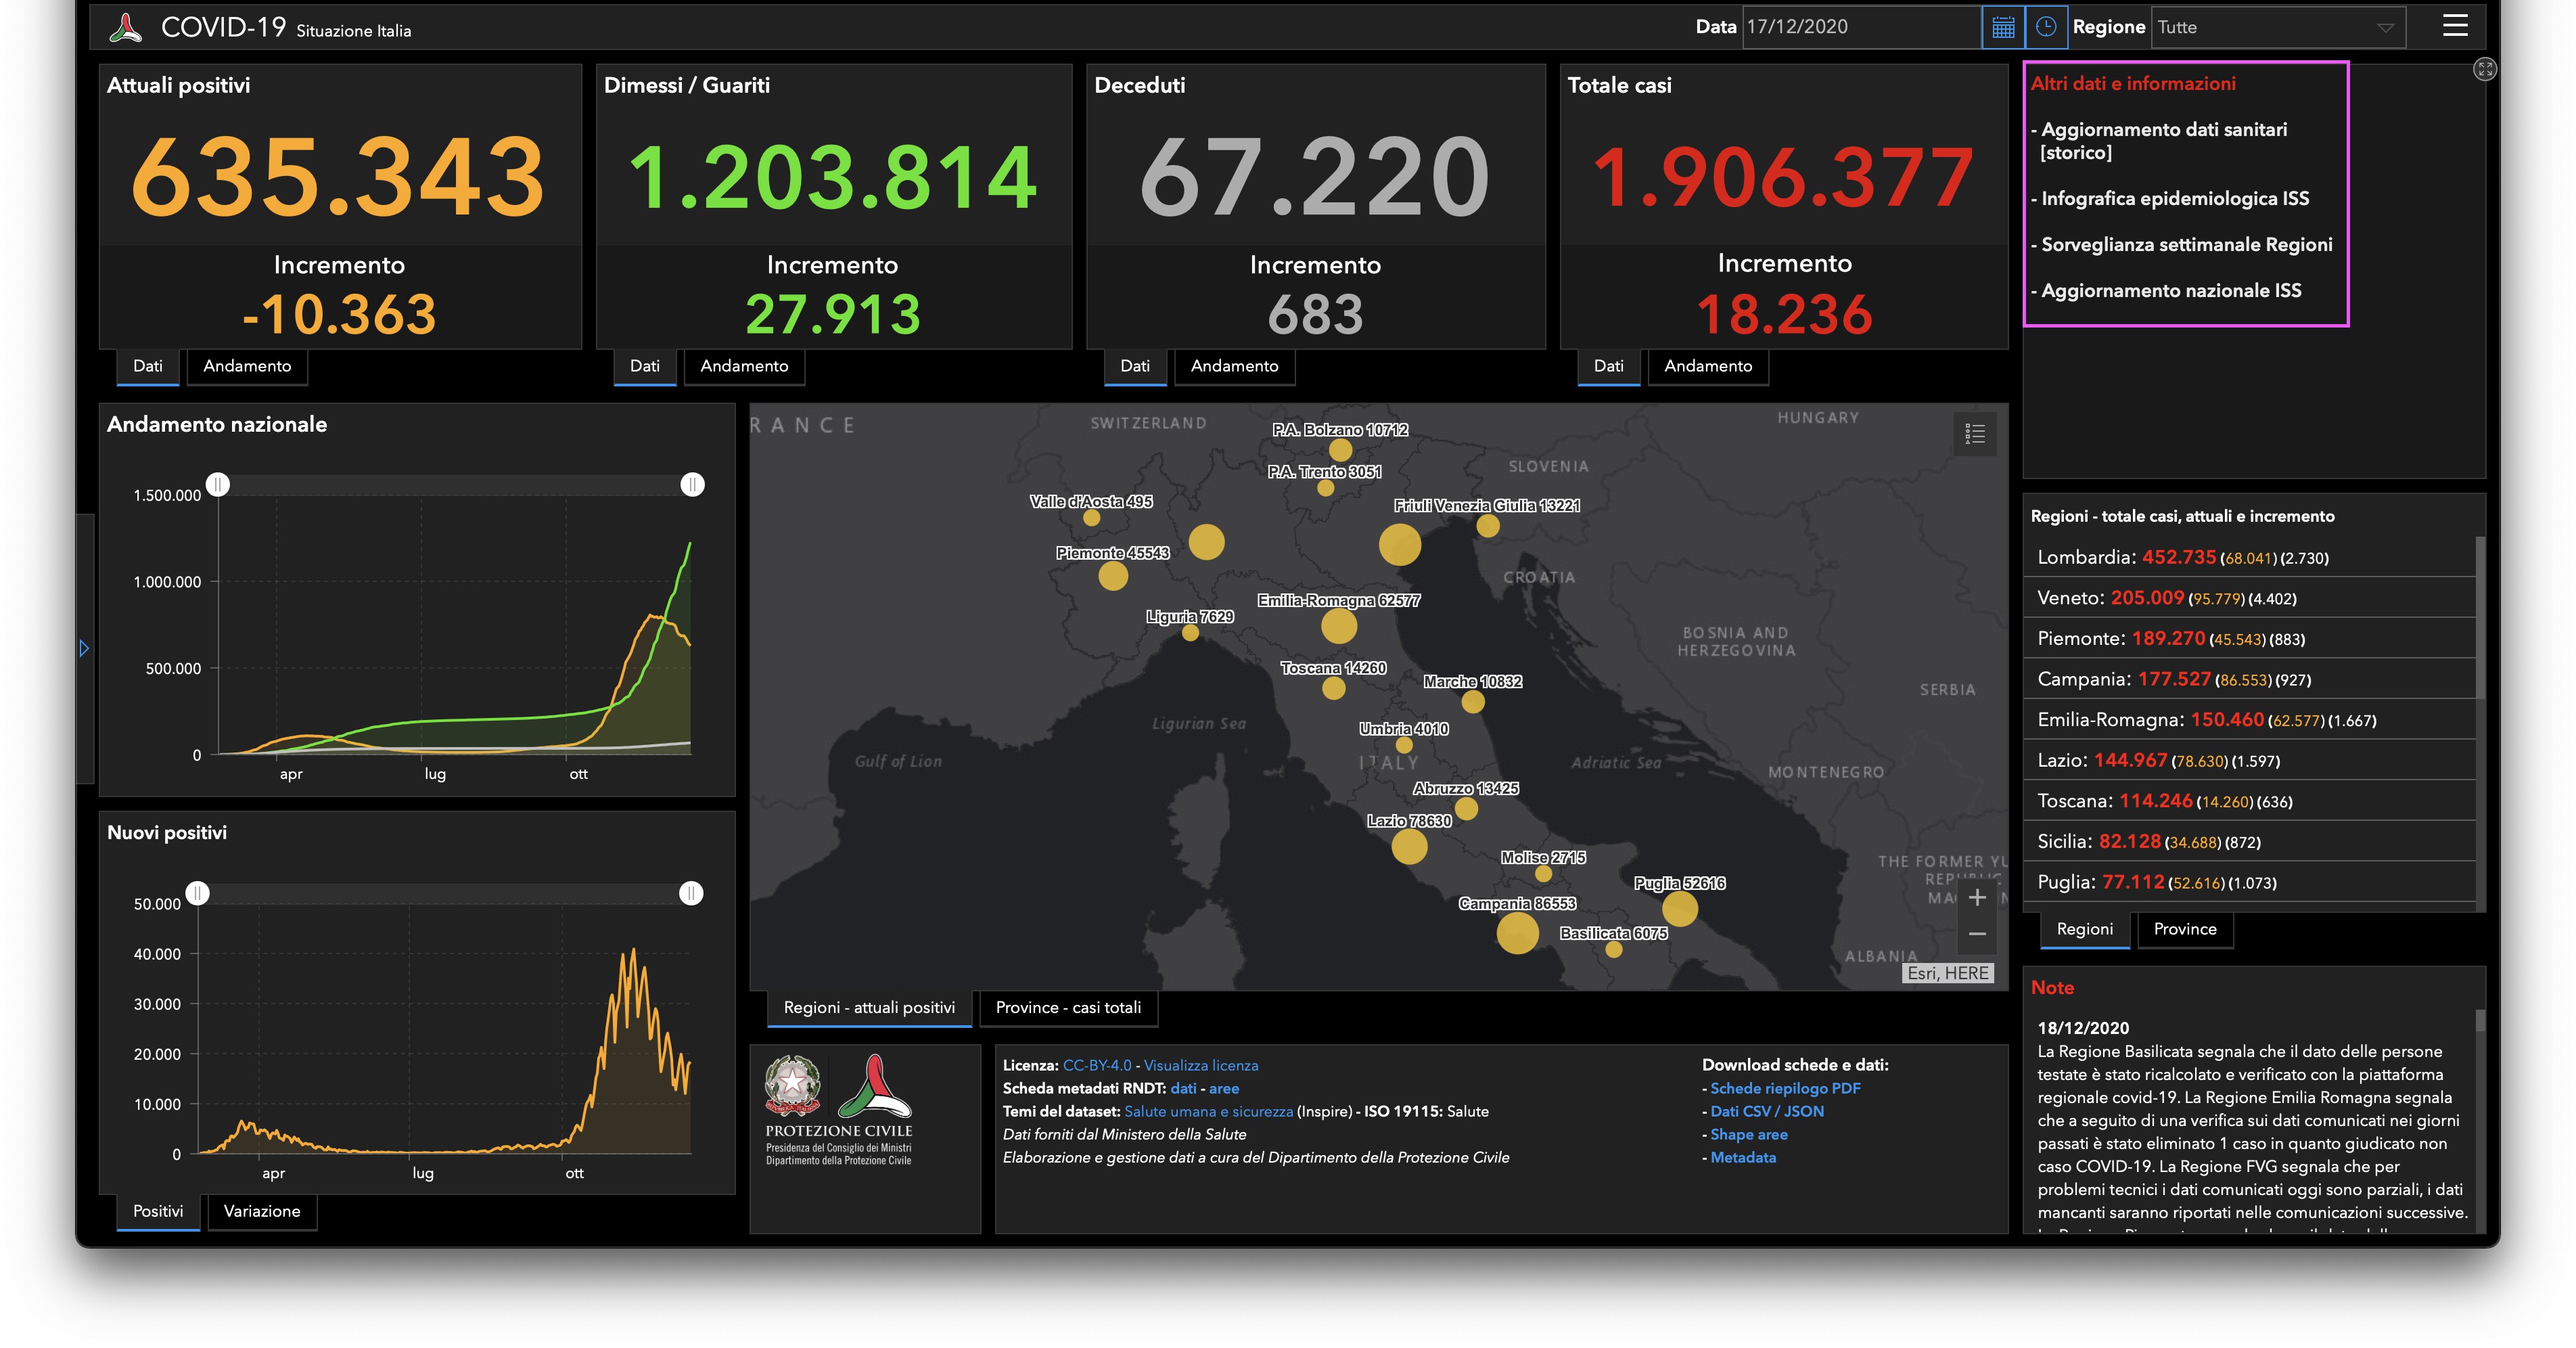 COVID-19 Situazione Italia
Data 17/12/2020 Regione Tutte
Attuali positivi
635.343
Incremento
-10.363
Dati Andamento
Dimessi / Guariti
1.203.814
Incremento
27.913
Dati Andamento
Deceduti
67.220
Incremento
683
Dati Andamento
Totale casi
1.906.377
Incremento
18.236
Dati Andamento
Altri dati e informazioni
- Aggiornamento dati sanitari
[storico]
- Infografica epidemiologica ISS
- Sorveglianza settimanale Regioni
- Aggiornamento nazionale ISS
Andamento nazionale
1.500.000
1.000.000
500.000
0
apr lug ott
Nuovi positivi
50.000
40.000
30.000
20.000
10.000
0
apr lug ott
Positivi Variazione
RANCE
SWITZERLAND
HUNGARY
P.A. Bolzano 10712
SLOVENIA
P.A. Trento 3051
Valle d'Aosta 495
Friuli Venezia Giulia 13221
Piemonte 45543
CROATIA
Emilia-Romagna 62577
Liguria 7629
BOSNIA AND
HERZEGOVINA
Toscana 14260
Marche 10832
SERBIA
Ligurian Sea
Umbria 4010
Gulf of Lion
ITALY
Adriatic Sea
MONTENEGRO
Abruzzo 13425
Lazio 78630
Molise 2715
THE FORMER YU
Puglia 52616
Campania 86553
Basilicata 6075
ALBANIA
Esri, HERE
Regioni - attuali positivi Province - casi totali
Regioni - totale casi, attuali e incremento
Lombardia: 452.735 (68.041) (2.730)
Veneto: 205.009 (95.779) (4.402)
Piemonte: 189.270 (45.543) (883)
Campania: 177.527 (86.553) (927)
Emilia-Romagna: 150.460 (62.577) (1.667)
Lazio: 144.967 (78.630) (1.597)
Toscana: 114.246 (14.260) (636)
Sicilia: 82.128 (34.688) (872)
Puglia: 77.112 (52.616) (1.073)
Regioni Province
PROTEZIONE CIVILE
Presidenza del Consiglio dei Ministri
Dipartimento della Protezione Civile
Licenza: CC-BY-4.0 - Visualizza licenza
Scheda metadati RNDT: dati - aree
Temi del dataset: Salute umana e sicurezza (Inspire) - ISO 19115: Salute
Dati forniti dal Ministero della Salute
Elaborazione e gestione dati a cura del Dipartimento della Protezione Civile
Download schede e dati:
- Schede riepilogo PDF
- Dati CSV / JSON
- Shape aree
- Metadata
Note
18/12/2020
La Regione Basilicata segnala che il dato delle persone
testate è stato ricalcolato e verificato con la piattaforma
regionale covid-19. La Regione Emilia Romagna segnala
che a seguito di una verifica sui dati comunicati nei giorni
passati è stato eliminato 1 caso in quanto giudicato non
caso COVID-19. La Regione FVG segnala che per
problemi tecnici i dati comunicati oggi sono parziali, i dati
mancanti saranno riportati nelle comunicazioni successive.